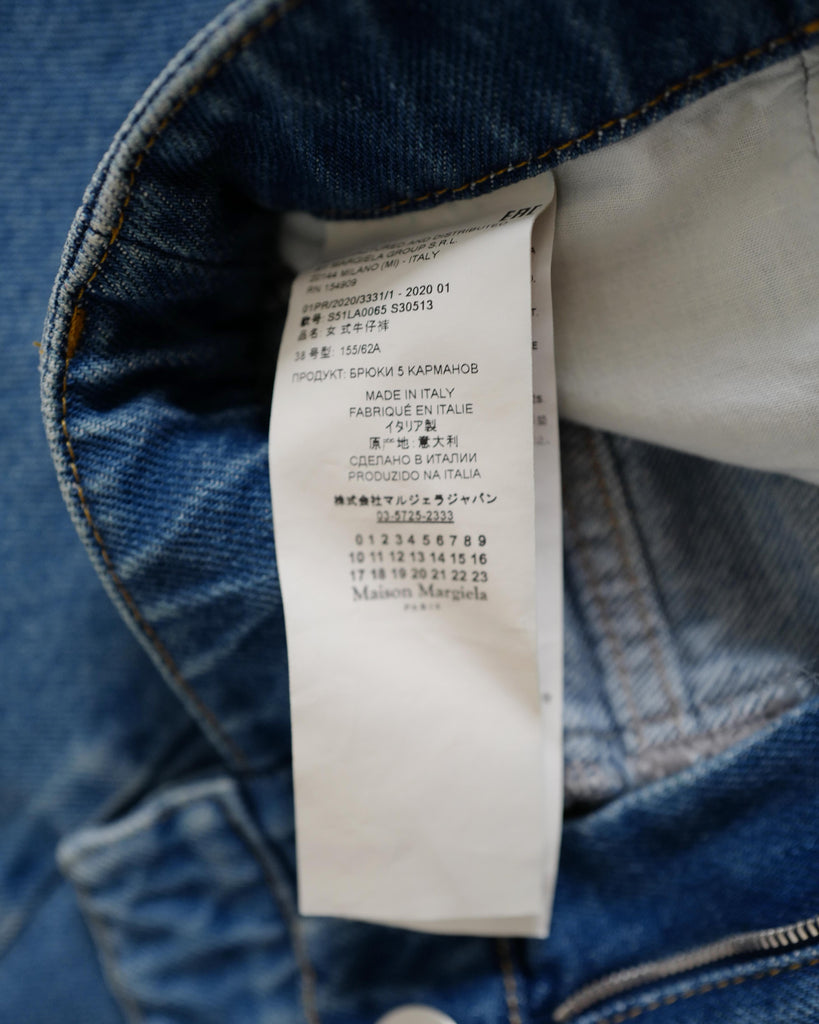 EAC
AND DISTRIBUTED
MARGIELA GROUP S.R.L.
20144 MILANO (MI) - ITALY
RN 154909
01PR/2020/3331/1 - 2020 01
款号: S51LA0065 S30513
品名: 女 式牛仔裤
38 号型: 155/62A
ПРОДУКТ: БРЮКИ 5 КАРМАНОВ
MADE IN ITALY
FABRIQUÉ EN ITALIE
イタリア製
原产地: 意大利
СДЕЛАНО В ИТАЛИИ
PRODUZIDO NA ITALIA
株式会社マルジェラジャパン
03-5725-2333
0 1 2 3 4 5 6 7 8 9
10 11 12 13 14 15 16
17 18 19 20 21 22 23
Maison Margiela
PARIS